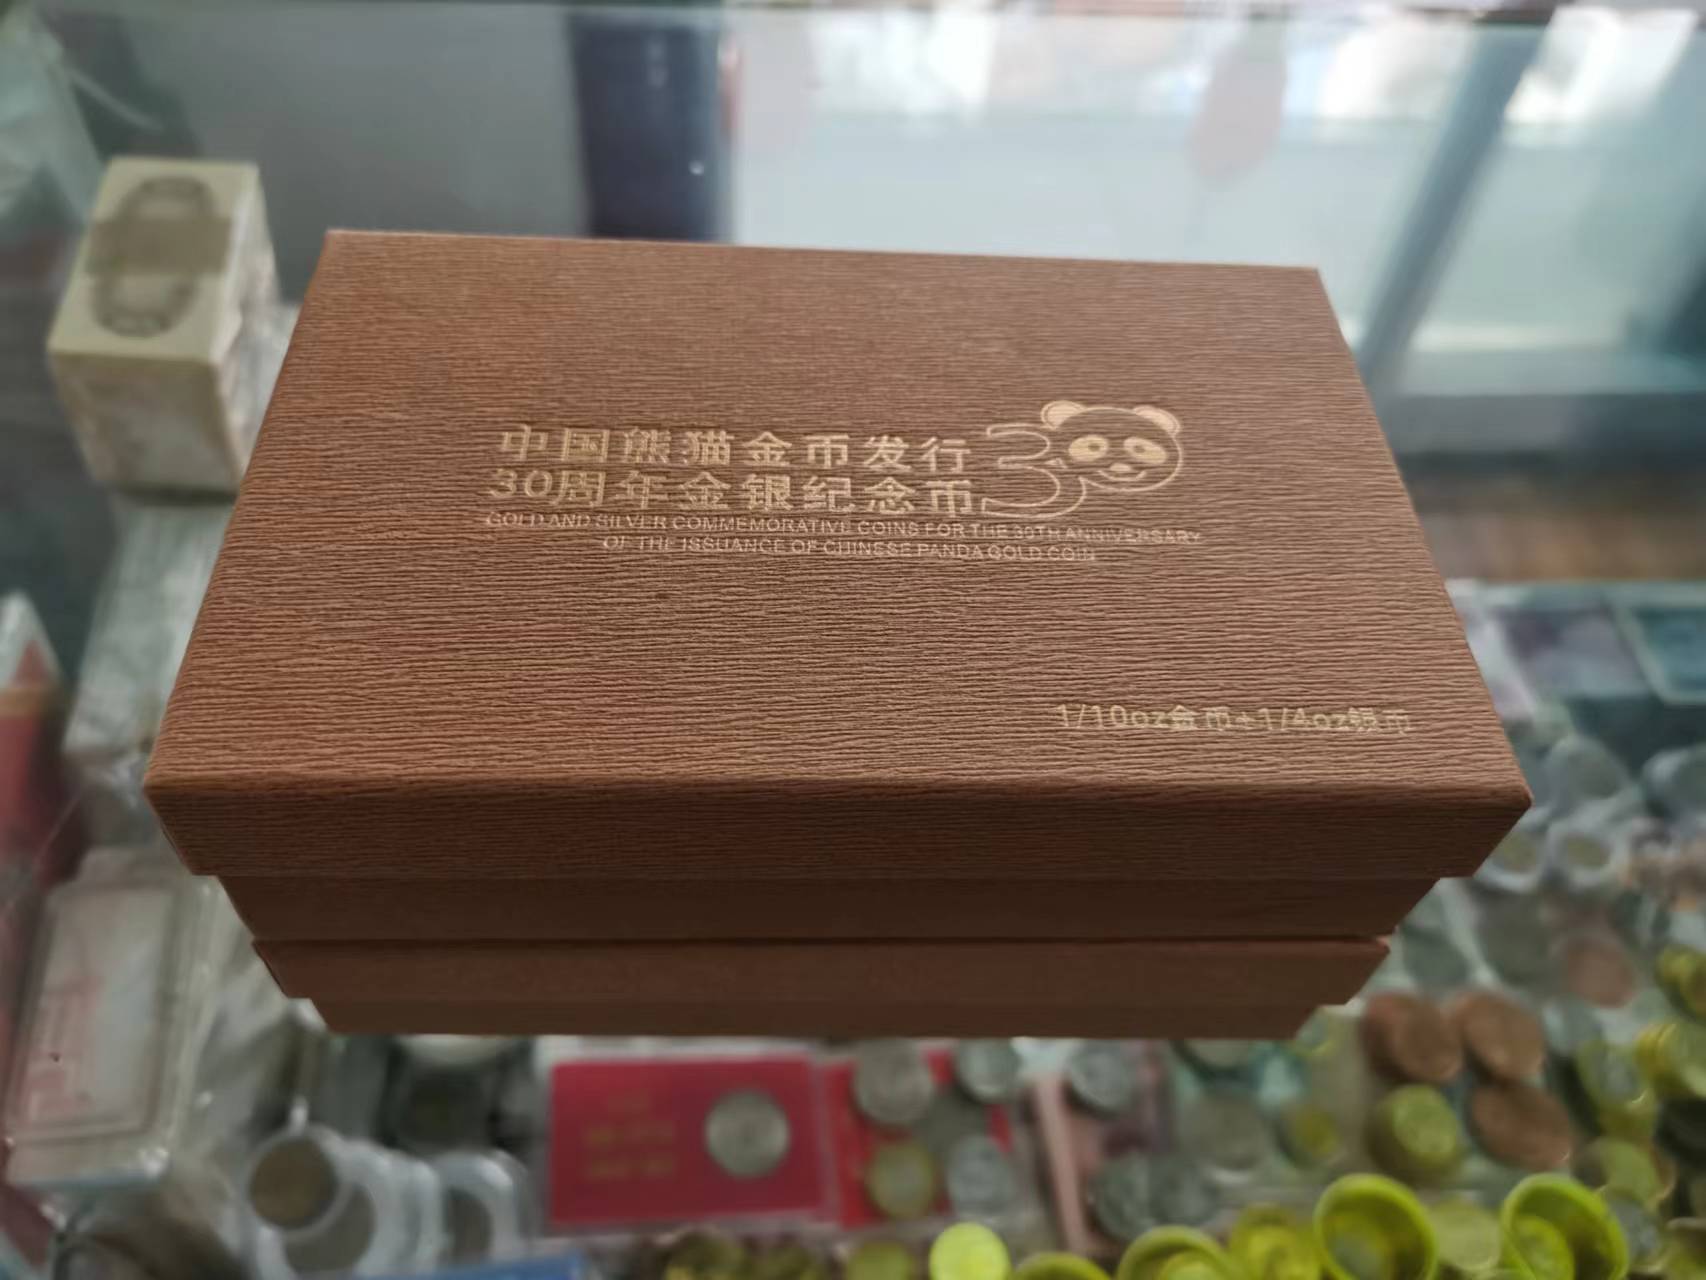 中国熊猫金币发行
30周年金银纪念币
GOLD AND SILVER COMMEMORATIVE COINS FOR THE 30TH ANNIVERSARY
OF THE ISSUANCE OF CHINESE PANDA GOLD COIN
1/10oz金币+1/4oz银币